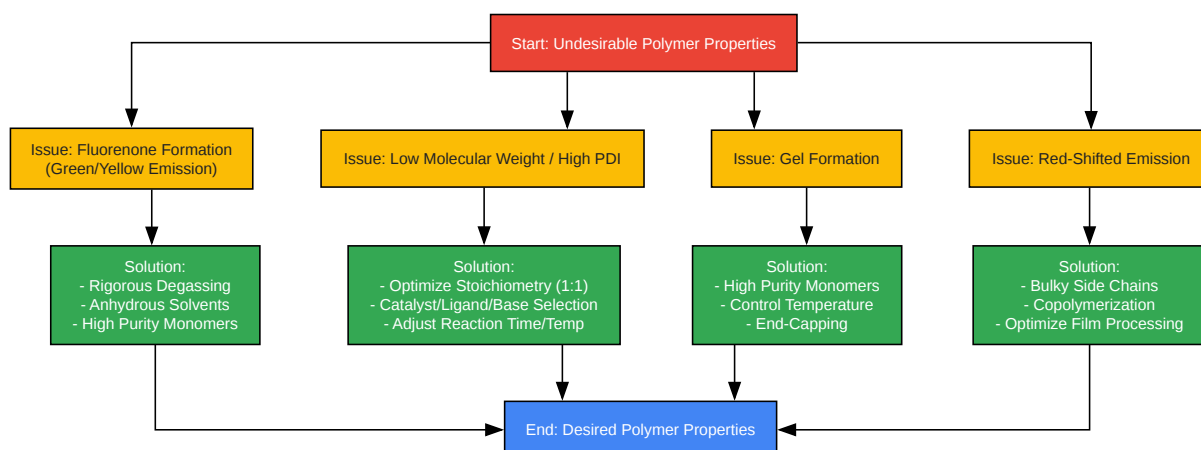 Start: Undesirable Polymer Properties
Issue: Fluorenone Formation
(Green/Yellow Emission)
Issue: Low Molecular Weight / High PDI
Issue: Gel Formation
Issue: Red-Shifted Emission
Solution:
- Rigorous Degassing
- Anhydrous Solvents
- High Purity Monomers
Solution:
- Optimize Stoichiometry (1:1)
- Catalyst/Ligand/Base Selection
- Adjust Reaction Time/Temp
Solution:
- High Purity Monomers
- Control Temperature
- End-Capping
Solution:
- Bulky Side Chains
- Copolymerization
- Optimize Film Processing
End: Desired Polymer Properties